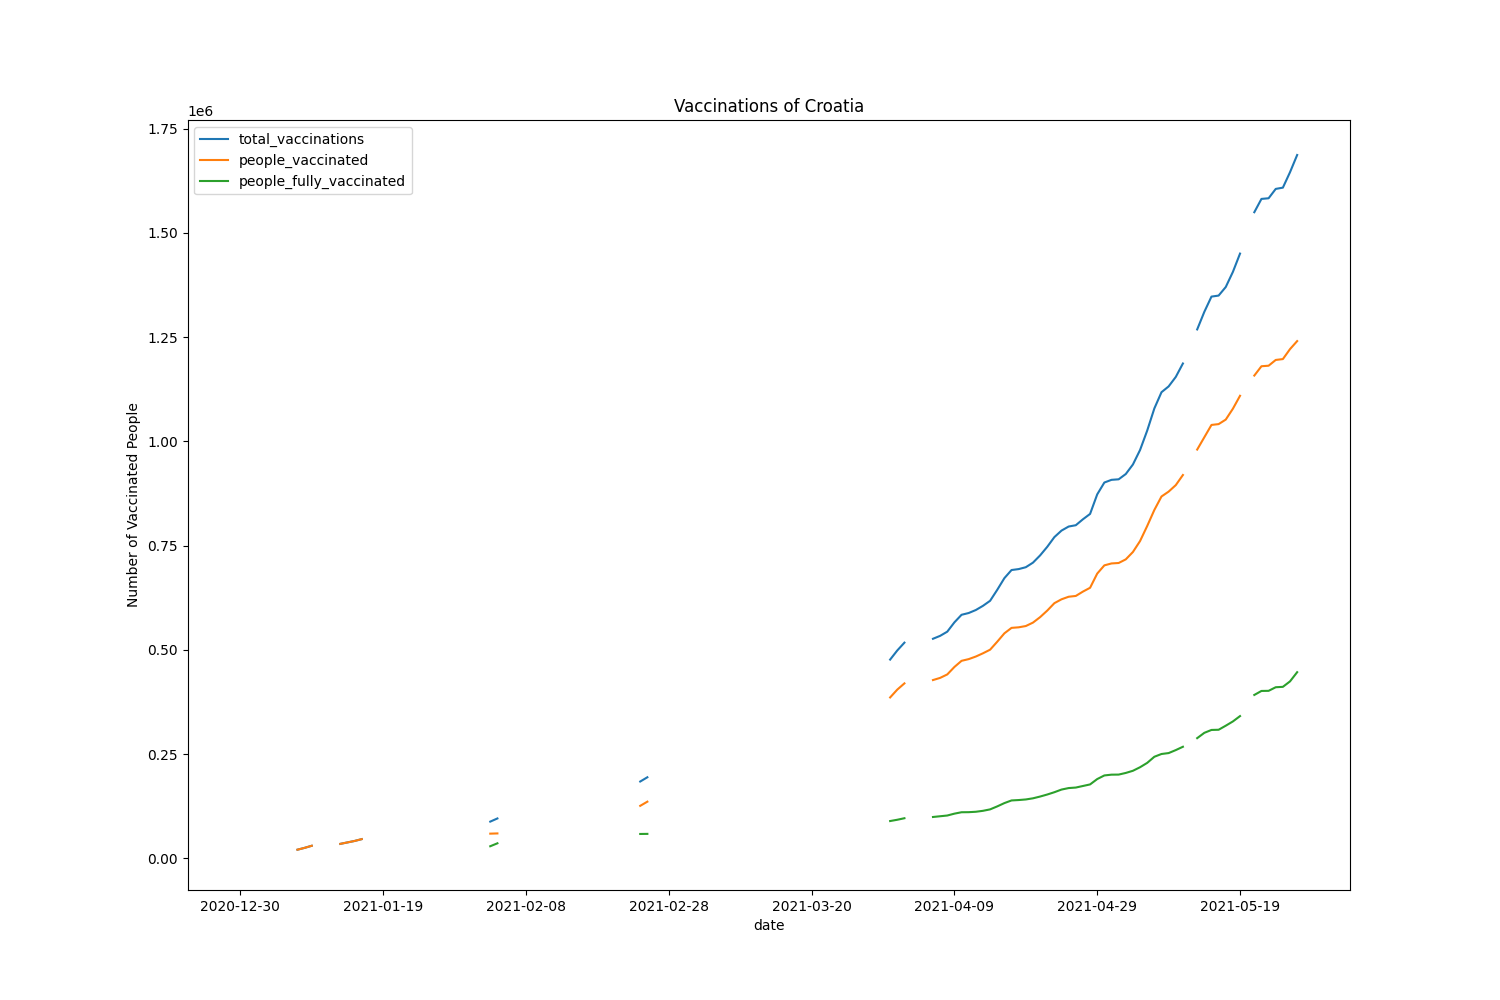 Vaccinations of Croatia
1e6
total_vaccinations
people_vaccinated
people_fully_vaccinated
1.75
1.50
1.25
1.00
0.75
0.50
0.25
0.00
Number of Vaccinated People
2020-12-30 2021-01-19 2021-02-08 2021-02-28 2021-03-20 2021-04-09 2021-04-29 2021-05-19
date